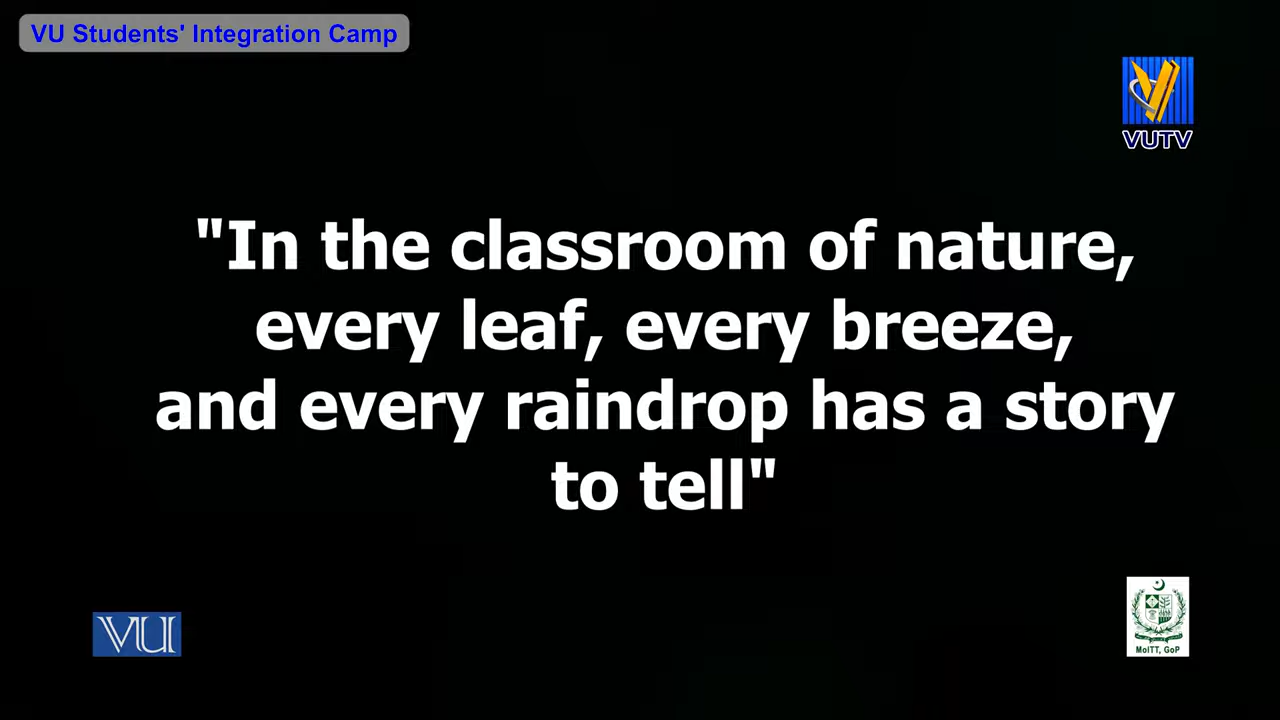 VU Students' Integration Camp
VUTV
"In the classroom of nature,
every leaf, every breeze,
and every raindrop has a story
to tell"
VU
MoITT, GoP